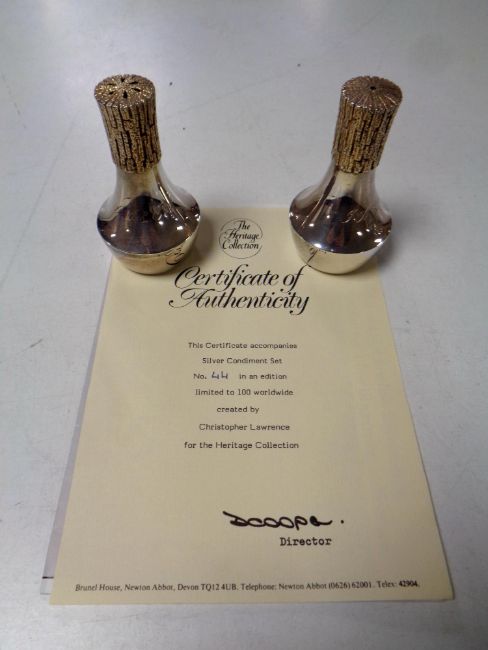 The
Heritage
Collection
Certificate of
Authenticity
This Certificate accompanies
Silver Condiment Set
No. 44 in an edition
limited to 100 worldwide
created by
Christopher Lawrence
for the Heritage Collection
Director
Brunel House, Newton Abbot, Devon TQ12 4UB. Telephone: Newton Abbot (0626) 62001. Telex: 42904.